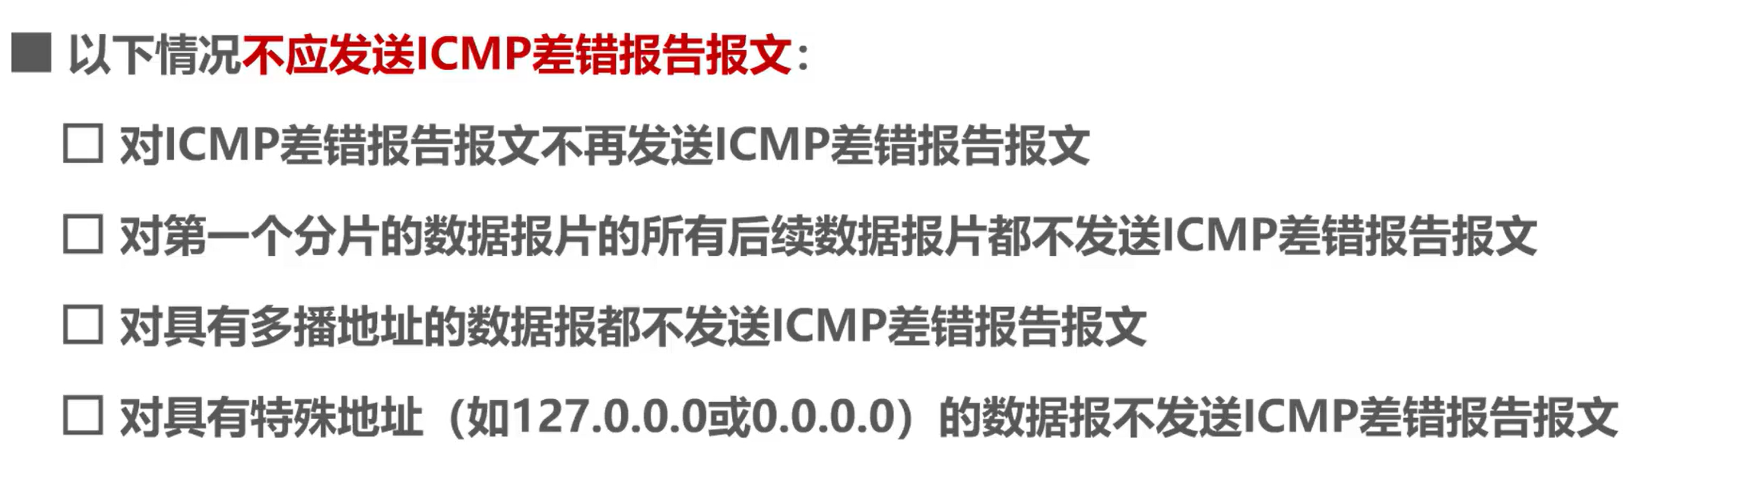 以下情况不应发送ICMP差错报告报文：
对ICMP差错报告报文不再发送ICMP差错报告报文
对第一个分片的数据报片的所有后续数据报片都不发送ICMP差错报告报文
对具有多播地址的数据报都不发送ICMP差错报告报文
对具有特殊地址（如127.0.0.0或0.0.0.0）的数据报不发送ICMP差错报告报文